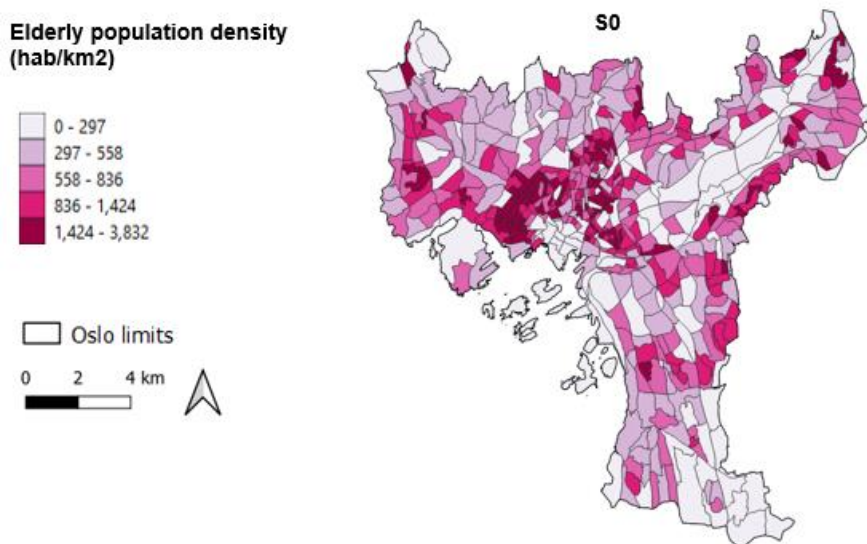 Elderly population density
(hab/km2)
S0
0 - 297
297 - 558
558 - 836
836 - 1,424
1,424 - 3,832
Oslo limits
0 2 4 km